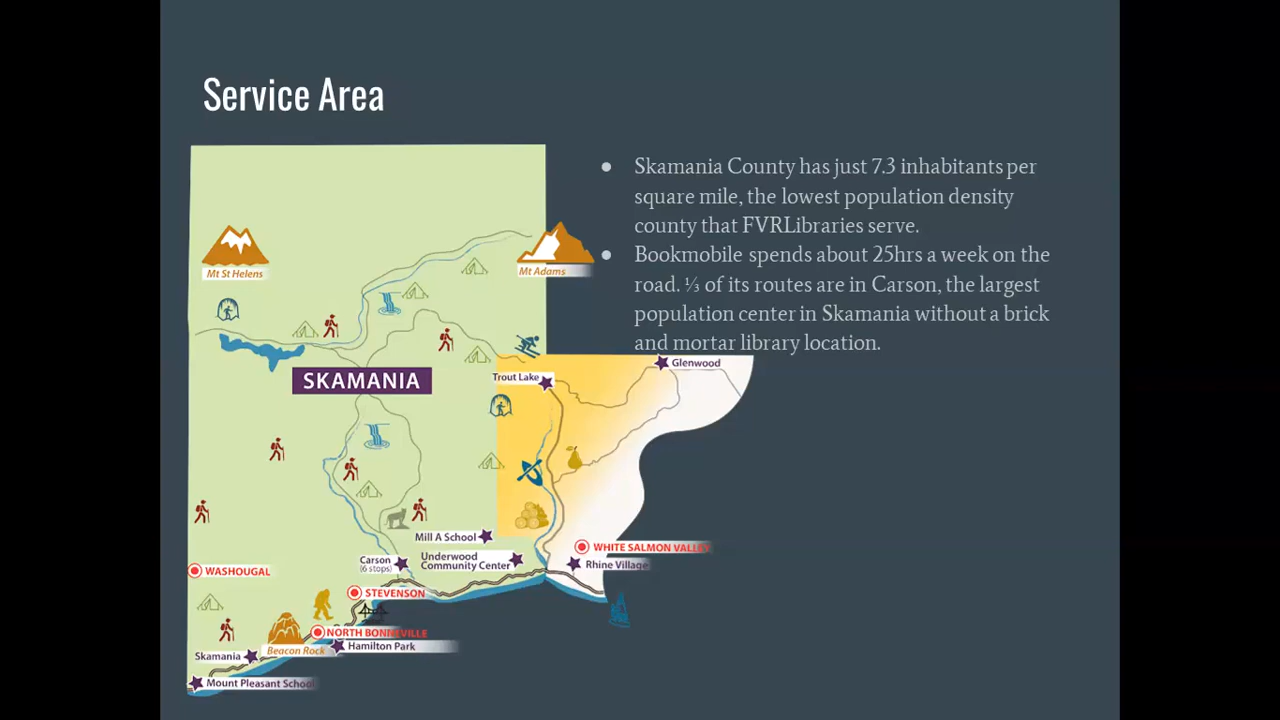 Service Area
● Skamania County has just 7.3 inhabitants per
square mile, the lowest population density
county that FVRLibraries serve.
● Bookmobile spends about 25hrs a week on the
road. ⅓ of its routes are in Carson, the largest
population center in Skamania without a brick
and mortar library location.
Mt St Helens
Mt Adams
SKAMANIA
Glenwood
Trout Lake
Mill A School
Underwood
Community Center
Carson
(6 stops)
WHITE SALMON VALLEY
Rhine Village
WASHOUGAL
STEVENSON
NORTH BONNEVILLE
Hamilton Park
Beacon Rock
Skamania
Mount Pleasant School